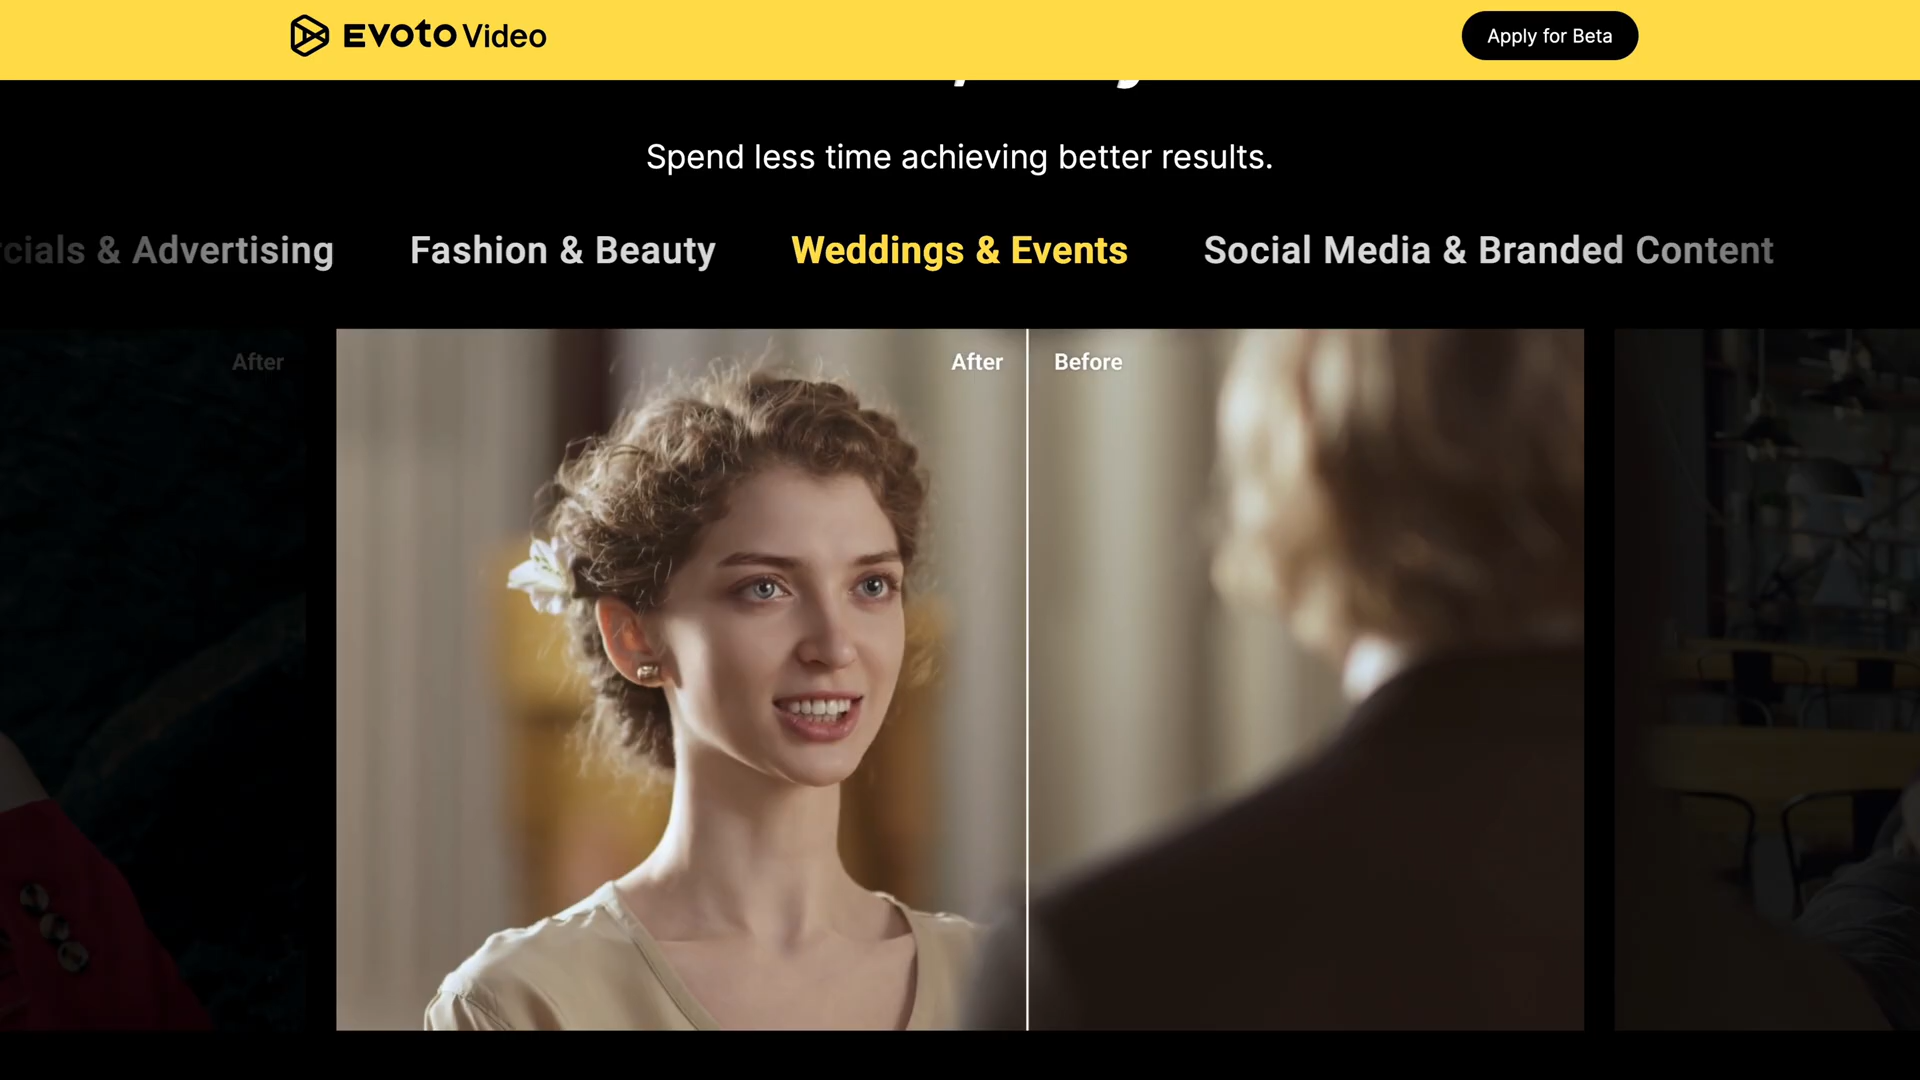 EVOTO Video
Apply for Beta
Spend less time achieving better results.
& Advertising
Fashion & Beauty
Weddings & Events
Social Media & Branded Content
After
After
Before